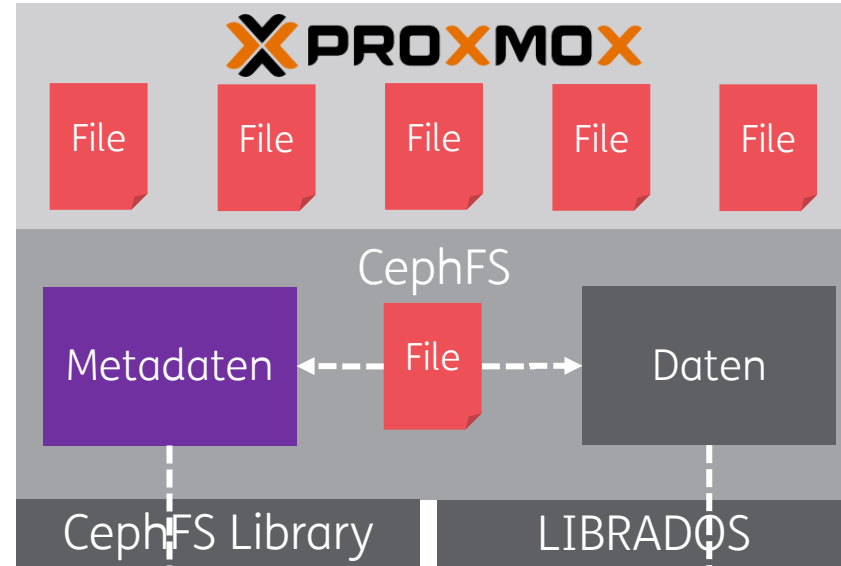 PROXMOX
File File File File File
CephFS
Metadaten File Daten
CephFS Library LIBRADOS